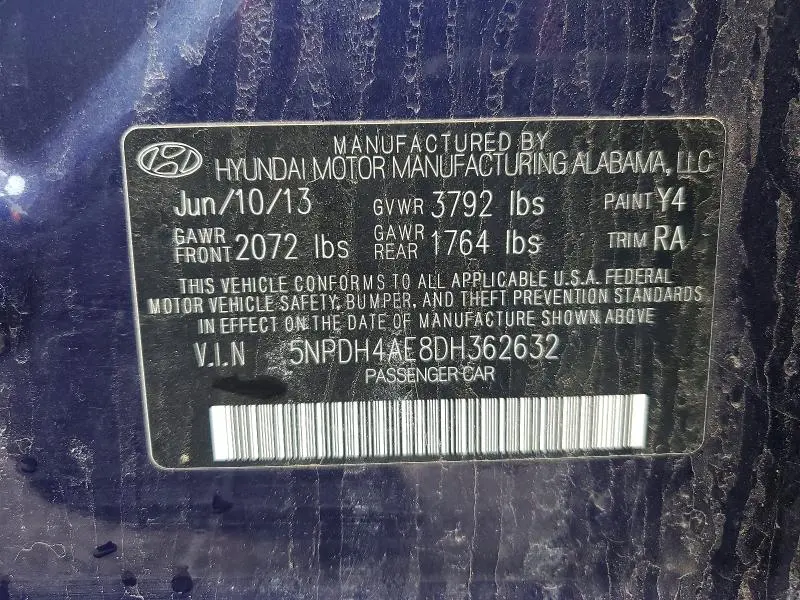 MANUFACTURED BY
HYUNDAI MOTOR MANUFACTURING ALABAMA, LLC
Jun/10/13 GVWR 3792 lbs PAINT Y4
GAWR FRONT 2072 lbs GAWR REAR 1764 lbs TRIM RA
THIS VEHICLE CONFORMS TO ALL APPLICABLE U.S.A. FEDERAL
MOTOR VEHICLE SAFETY, BUMPER, AND THEFT PREVENTION STANDARDS
IN EFFECT ON THE DATE OF MANUFACTURE SHOWN ABOVE.
V.I.N 5NPDH4AE8DH362632
PASSENGER CAR